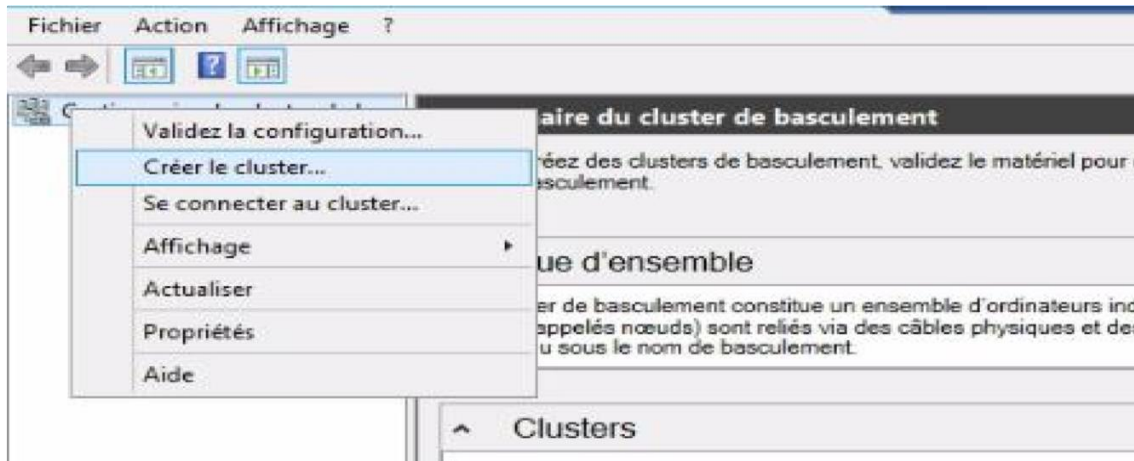 Fichier Action Affichage ?
Validez la configuration...
Créer le cluster...
Se connecter au cluster...
Affichage
Actualiser
Propriétés
Aide
aire du cluster de basculement
réez des clusters de basculement, validez le matériel pour
asculement.
ue d'ensemble
er de basculement constitue un ensemble d'ordinateurs ind
appelés nœuds) sont reliés via des câbles physiques et des
u sous le nom de basculement.
Clusters